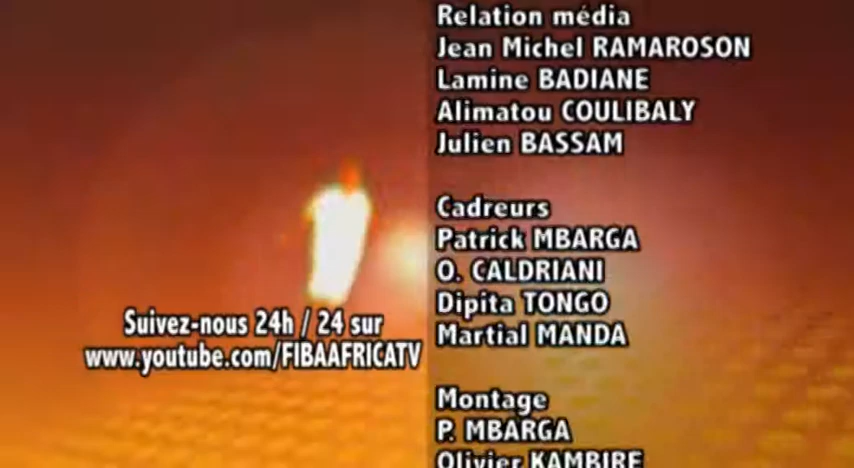 Relation média
Jean Michel RAMAROSON
Lamine BADIANE
Alimatou COULIBALY
Julien BASSAM
Cadreurs
Patrick MBARGA
O. CALDRIANI
Dipita TONGO
Martial MANDA
Montage
P. MBARGA
Olivier KAMBIRE
Suivez-nous 24h / 24 sur
www.youtube.com/FIBAAFRICATV